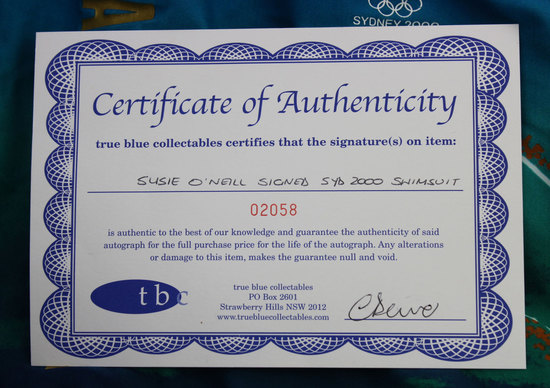 A
SYDNEY 2000
Certificate of Authenticity
true blue collectables certifies that the signature(s) on item:
SUSIE O'NEILL SIGNED SYD 2000 SWIMSUIT
02058
is authentic to the best of our knowledge and guarantee the authenticity of said
autograph for the full purchase price for the life of the autograph. Any alterations
or damage to this item, makes the guarantee null and void.
tbc
true blue collectables
PO Box 2601
Strawberry Hills NSW 2012
www.truebluecollectables.com